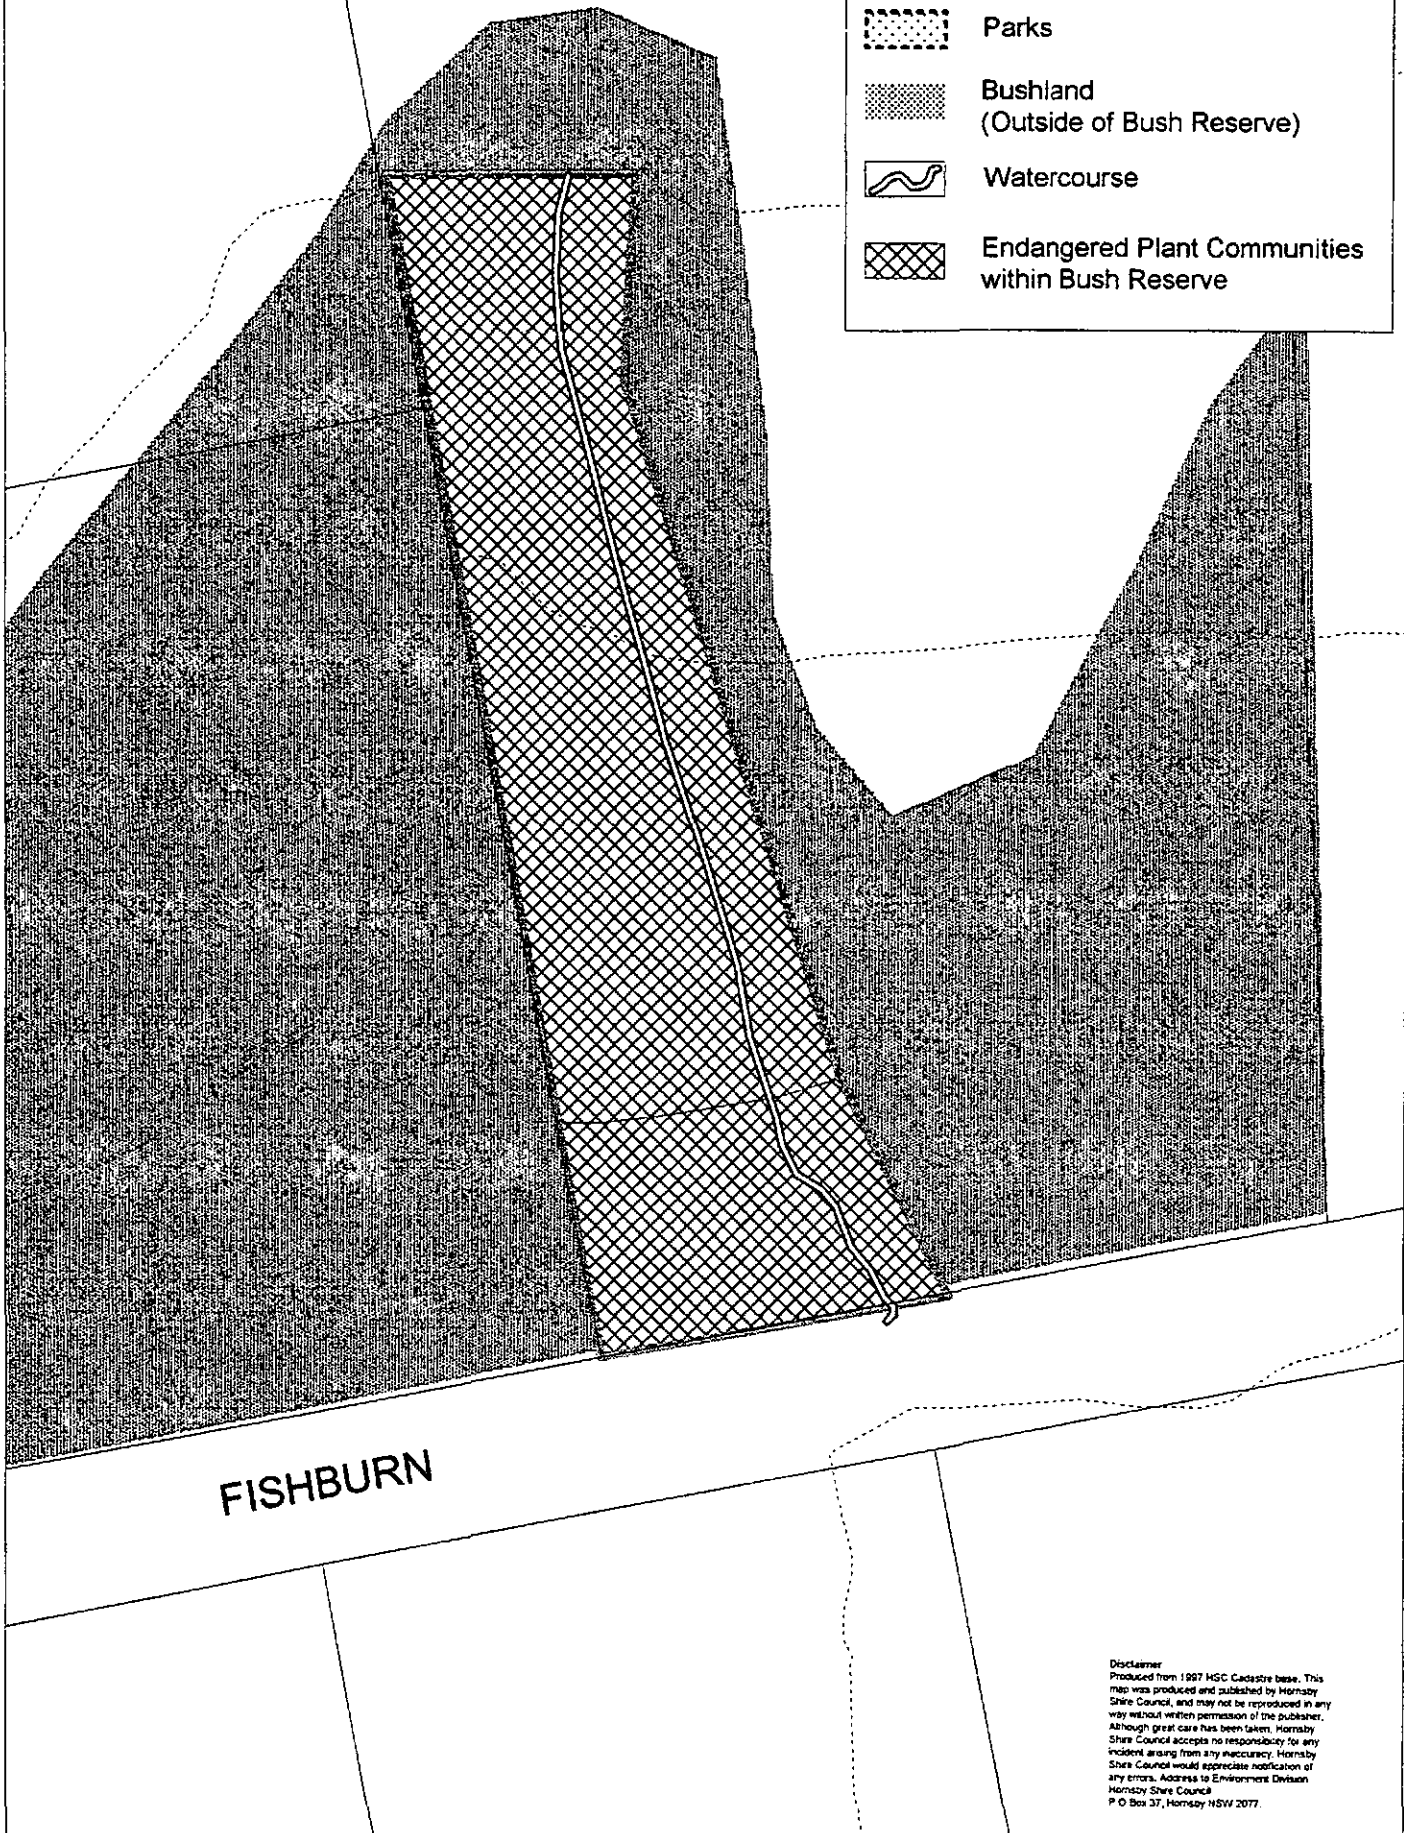 Parks
Bushland
(Outside of Bush Reserve)
Watercourse
Endangered Plant Communities
within Bush Reserve
FISHBURN
Disclaimer
Produced from 1997 HSC Cadastre base. This
map was produced and published by Hornsby
Shire Council, and may not be reproduced in any
way without written permission of the publisher.
Although great care has been taken, Hornsby
Shire Council accepts no responsibility for any
incident arising from any inaccuracy. Hornsby
Shire Council would appreciate notification of
any errors. Address to Environment Division
Hornsby Shire Council
P O Box 37, Hornsby NSW 2077.